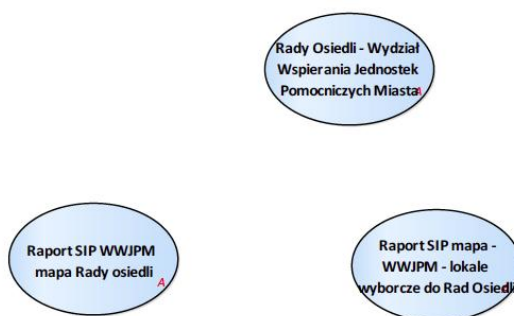 Rady Osiedli - Wydział
Wspierania Jednostek
Pomocniczych Miasta
A
Raport SIP WWJPM
mapa Rady osiedli
A
Raport SIP mapa -
WWJPM - lokale
wyborcze do Rad Osiedli